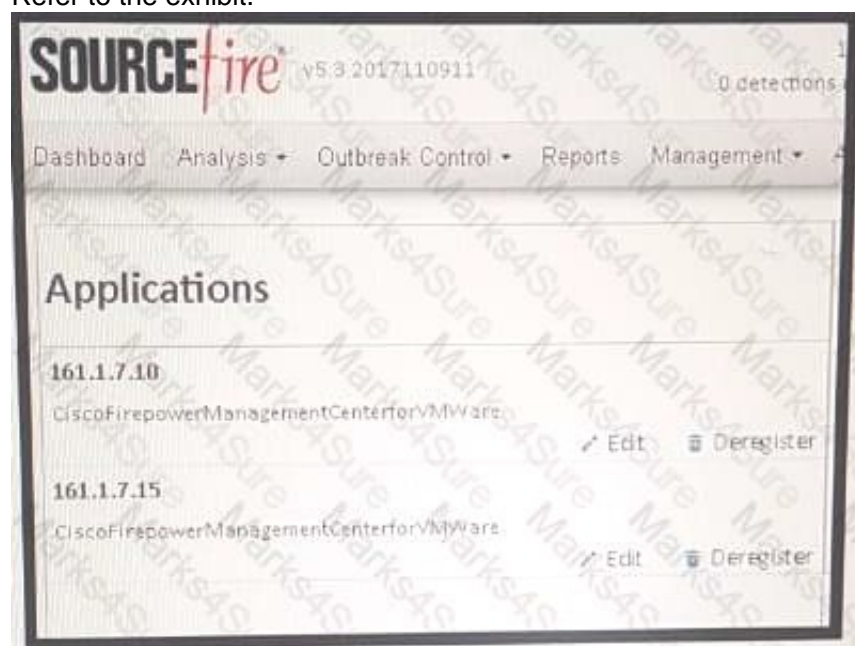 Refer to the exhibit.
SOURCEfire v5.3 2017110911
0 detections
Dashboard Analysis Outbreak Control Reports Management
Applications
161.1.7.10
CiscoFirepowerManagementCenterforVMWare
Edit Deregister
161.1.7.15
CiscoFirepowerManagementCenterforVMWare
Edit Deregister
Marks4Sure